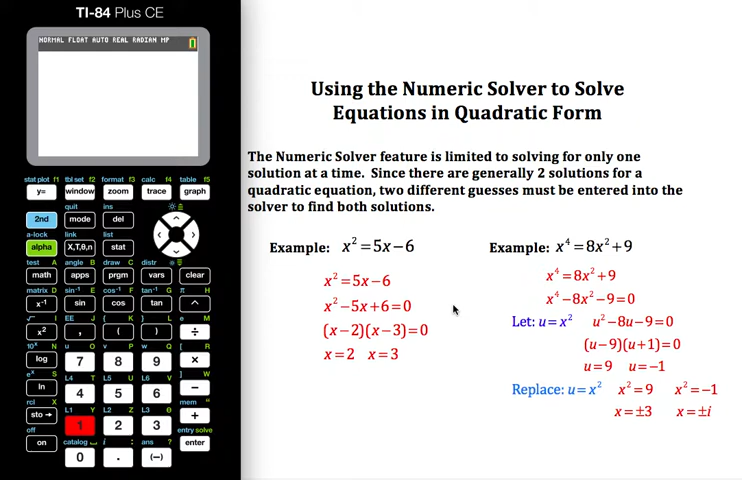 TI-84 Plus CE
NORMAL FLOAT AUTO REAL RADIAN MP
stat plot f1 tbl set f2 format f3 calc f4 table f5
y= window zoom trace graph
quit ins
2nd mode del
a-lock link list
alpha X,T,θ,n stat
test A angle B draw C distr
math apps prgm vars clear
matrix D sin⁻¹ E cos⁻¹ F tan⁻¹ G π H
x⁻¹ sin cos tan ^
√ I EE J { K } L e M
x² , ( ) ÷
10ˣ N u O v P w Q [ R
log 7 8 9 ×
eˣ S L4 T L5 U L6 V ] W
ln 4 5 6 −
rcl X L1 Y L2 Z L3 θ mem "
sto→ 1 2 3 +
off catalog i : ans ? entry solve
on 0 . (−) enter
Using the Numeric Solver to Solve
Equations in Quadratic Form
The Numeric Solver feature is limited to solving for only one
solution at a time. Since there are generally 2 solutions for a
quadratic equation, two different guesses must be entered into the
solver to find both solutions.
Example: x² = 5x − 6
x² = 5x − 6
x² − 5x + 6 = 0
(x − 2)(x − 3) = 0
x = 2 x = 3
Example: x⁴ = 8x² + 9
x⁴ = 8x² + 9
x⁴ − 8x² − 9 = 0
Let: u = x² u² − 8u − 9 = 0
(u − 9)(u + 1) = 0
u = 9 u = −1
Replace: u = x² x² = 9 x² = −1
x = ±3 x = ±i